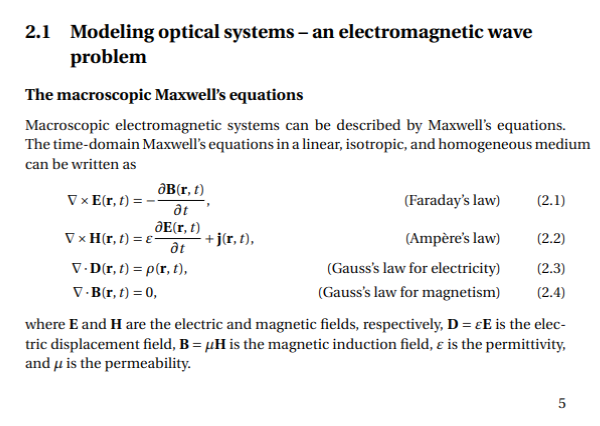 2.1 Modeling optical systems – an electromagnetic wave
problem
The macroscopic Maxwell's equations
Macroscopic electromagnetic systems can be described by Maxwell's equations.
The time-domain Maxwell's equations in a linear, isotropic, and homogeneous medium
can be written as
∇ × E(r, t) = − ∂B(r, t)/∂t, (Faraday's law) (2.1)
∇ × H(r, t) = ε ∂E(r, t)/∂t + j(r, t), (Ampère's law) (2.2)
∇ · D(r, t) = ρ(r, t), (Gauss's law for electricity) (2.3)
∇ · B(r, t) = 0, (Gauss's law for magnetism) (2.4)
where E and H are the electric and magnetic fields, respectively, D = εE is the elec-
tric displacement field, B = μH is the magnetic induction field, ε is the permittivity,
and μ is the permeability.
5